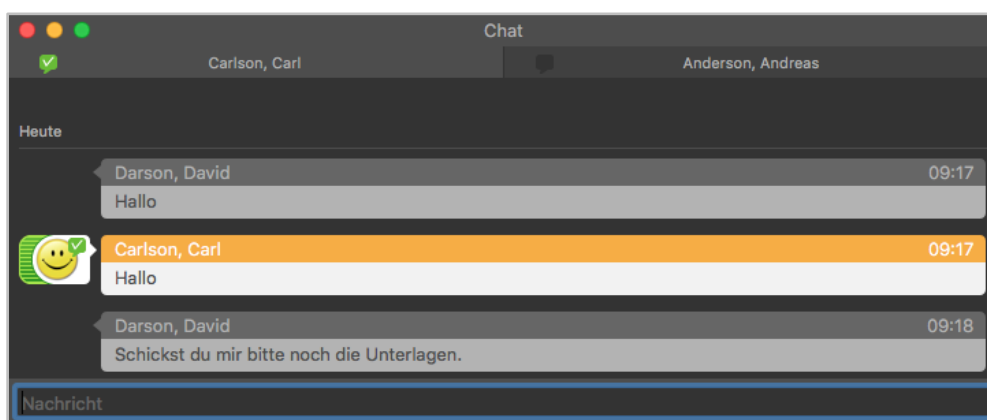 Chat
Carlson, Carl
Anderson, Andreas
Heute
Darson, David 09:17
Hallo
Carlson, Carl 09:17
Hallo
Darson, David 09:18
Schickst du mir bitte noch die Unterlagen.
Nachricht